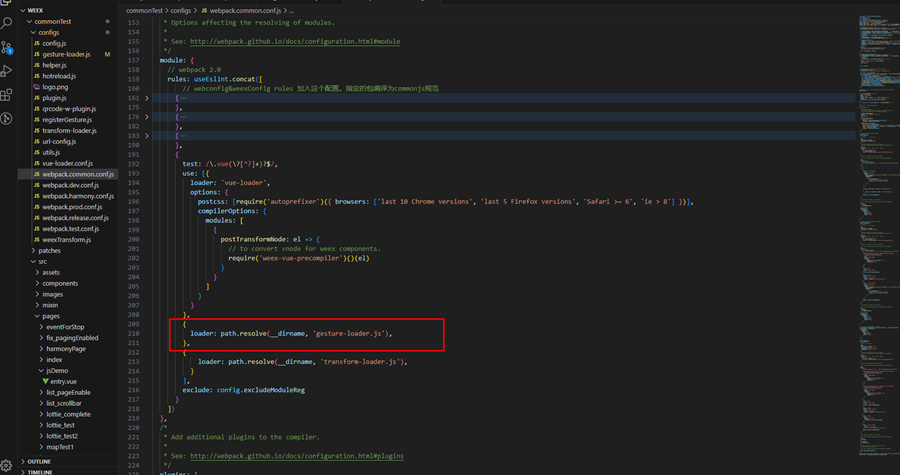 WEEX
commonTest
configs
config.js
gesture-loader.js M
helper.js
hotreload.js
logo.png
plugin.js
qrcode-w-plugin.js
registerGesture.js
transform-loader.js
url-config.js
utils.js
vue-loader.conf.js
webpack.common.conf.js
webpack.dev.conf.js
webpack.harmony.conf.js
webpack.prod.conf.js
webpack.release.conf.js
webpack.test.conf.js
weexTransform.js
patches
src
assets
components
images
mixin
pages
eventForStop
fix_pagingEnabled
harmonyPage
index
jsDemo
entry.vue
list_pageEnable
list_scrollbar
lottie_complete
lottie_test
lottie_test2
mapTest1
OUTLINE
TIMELINE
commonTest > configs > webpack.common.conf.js > ...
153 * Options affecting the resolving of modules.
154 *
155 * See: http://webpack.github.io/docs/configuration.html#module
156 */
157 module: {
158 // webpack 2.0
159 rules: useEslint.concat([
160 // webconfig&weexConfig rules 加入这个配置。指定的包编译为commonjs规范
161 { ···
175 },
176 { ···
182 },
183 { ···
190 },
191 {
192 test: /\.vue(\?[^?]+)?$/,
193 use: [{
194 loader: 'vue-loader',
195 options: {
196 postcss: [require('autoprefixer')({ browsers: ['last 10 Chrome versions', 'last 5 Firefox versions', 'Safari >= 6', 'ie > 8'] })],
197 compilerOptions: {
198 modules: [
199 {
200 postTransformNode: el => {
201 // to convert vnode for weex components.
202 require('weex-vue-precompiler')()(el)
203 }
204 }
205 ]
206 }
207 }
208 },
209 {
210 loader: path.resolve(__dirname, 'gesture-loader.js'),
211 },
212 {
213 loader: path.resolve(__dirname, 'transform-loader.js'),
214 }
215 ],
216 exclude: config.excludeModuleReg
217 }
218 ])
219 },
220 /*
221 * Add additional plugins to the compiler.
222 *
223 * See: http://webpack.github.io/docs/configuration.html#plugins
224 */
225 plugins: [